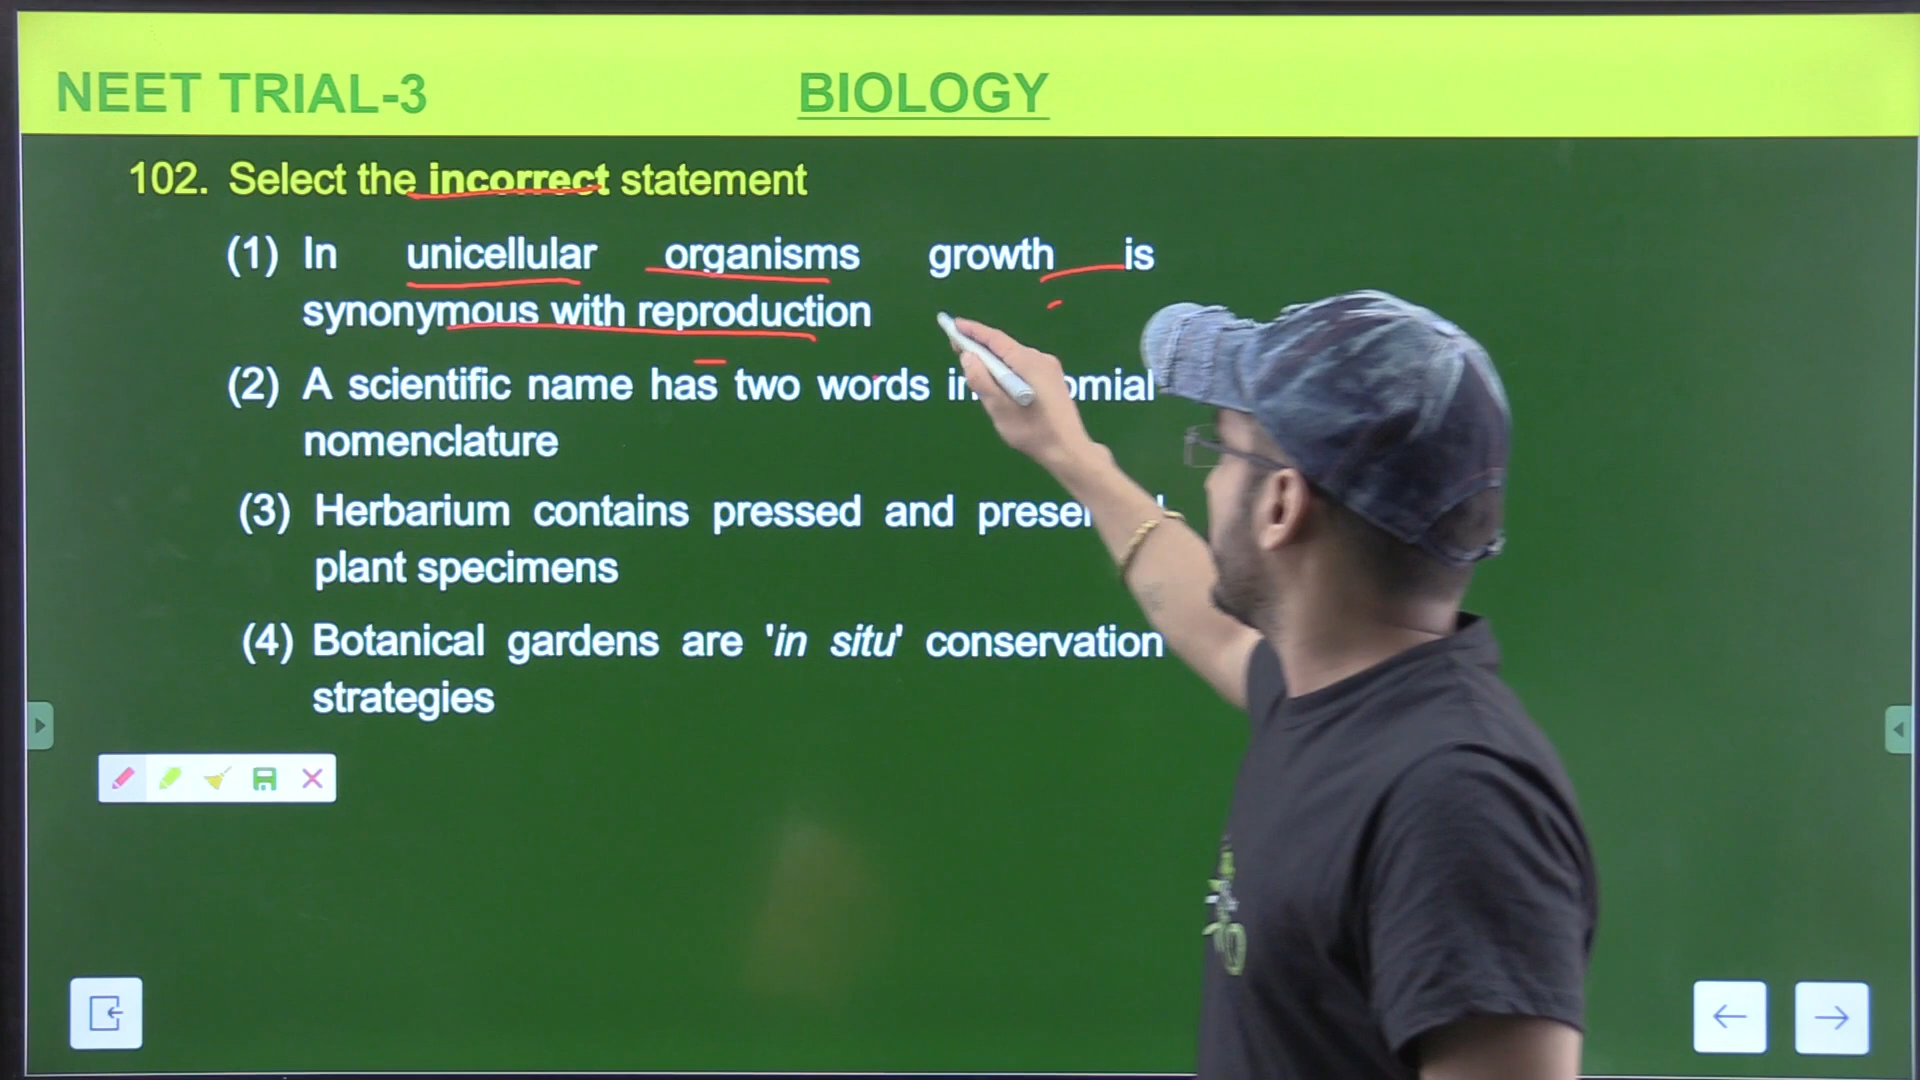 NEET TRIAL-3
BIOLOGY
102. Select the incorrect statement
(1) In unicellular organisms growth is
synonymous with reproduction
(2) A scientific name has two words in
nomenclature
(3) Herbarium contains pressed and
plant specimens
(4) Botanical gardens are 'in situ' conservation
strategies